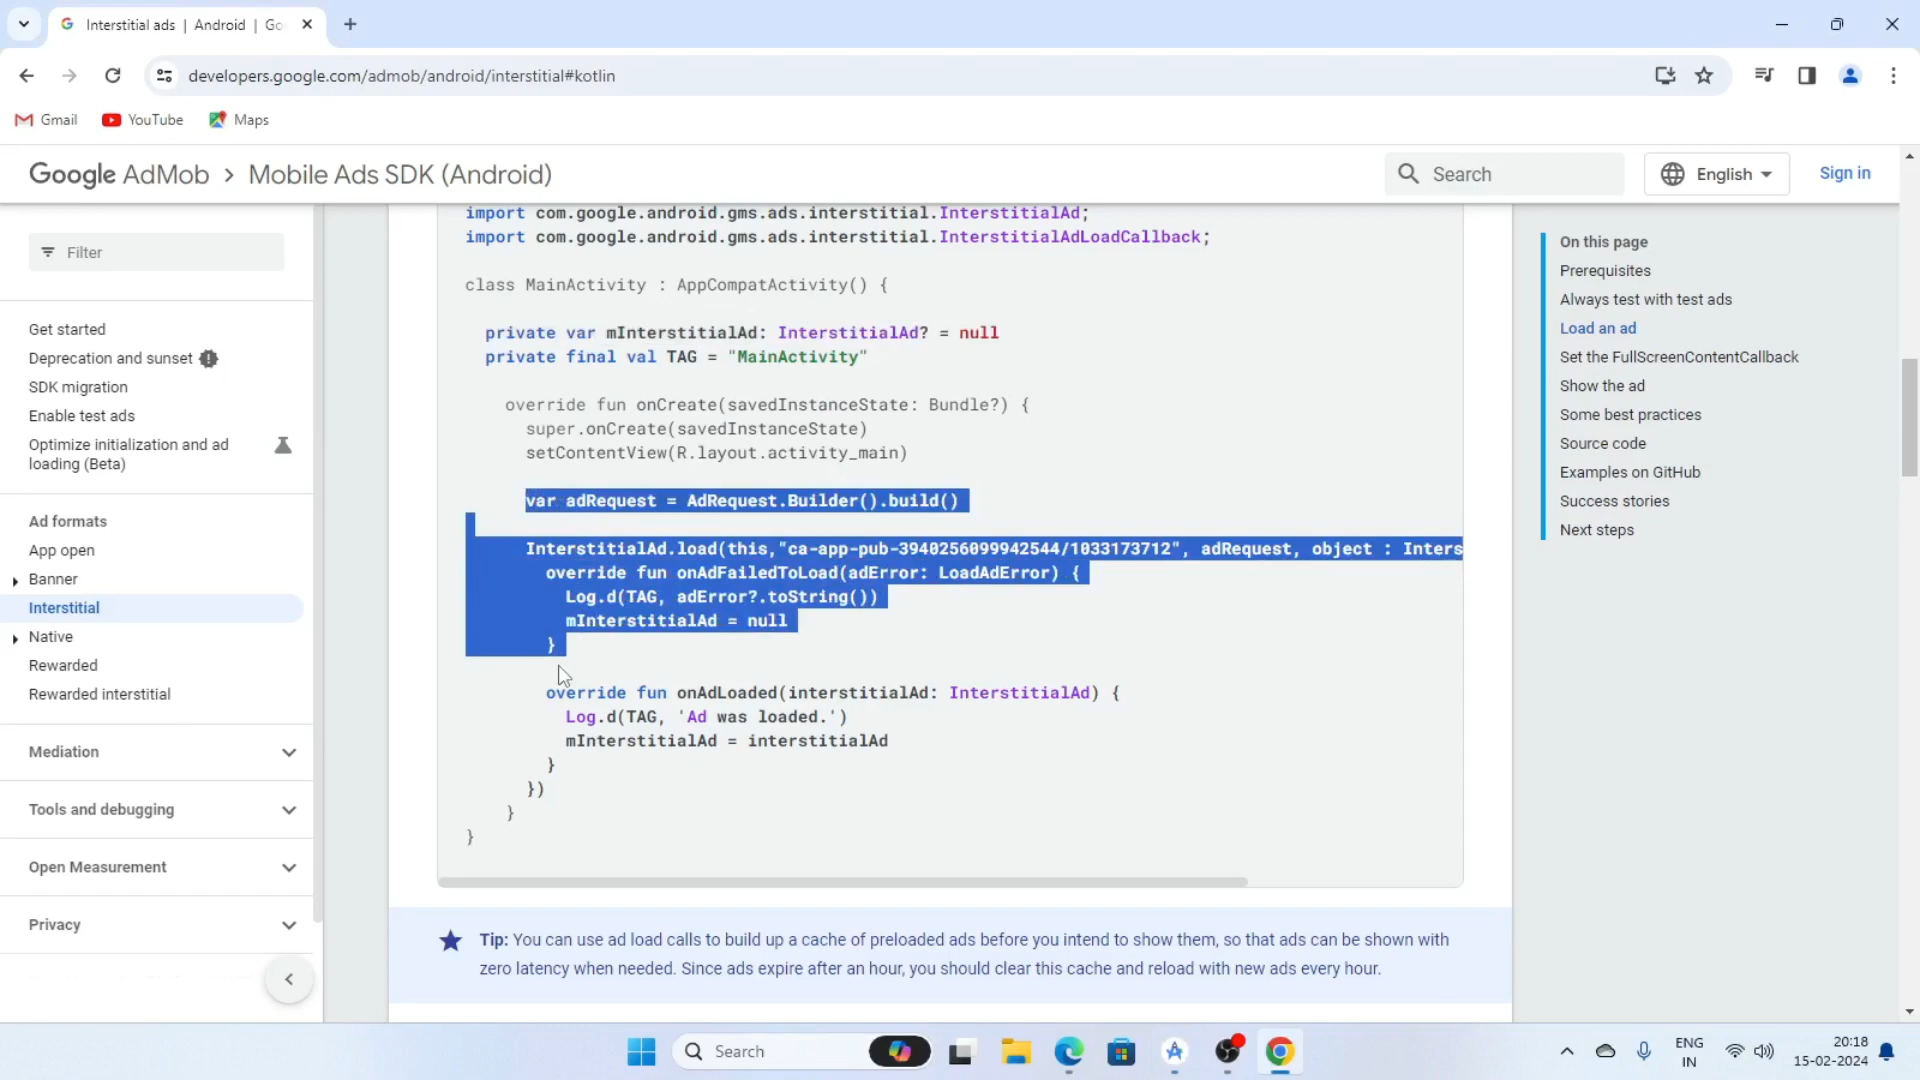 Interstitial ads | Android | Go
developers.google.com/admob/android/interstitial#kotlin
Gmail YouTube Maps
Google AdMob > Mobile Ads SDK (Android)
Search
English
Sign in
Filter
Get started
Deprecation and sunset
SDK migration
Enable test ads
Optimize initialization and ad
loading (Beta)
Ad formats
App open
Banner
Interstitial
Native
Rewarded
Rewarded interstitial
Mediation
Tools and debugging
Open Measurement
Privacy
import com.google.android.gms.ads.interstitial.InterstitialAd;
import com.google.android.gms.ads.interstitial.InterstitialAdLoadCallback;
class MainActivity : AppCompatActivity() {
private var mInterstitialAd: InterstitialAd? = null
private final val TAG = "MainActivity"
override fun onCreate(savedInstanceState: Bundle?) {
super.onCreate(savedInstanceState)
setContentView(R.layout.activity_main)
var adRequest = AdRequest.Builder().build()
InterstitialAd.load(this,"ca-app-pub-3940256099942544/1033173712", adRequest, object : Inters
override fun onAdFailedToLoad(adError: LoadAdError) {
Log.d(TAG, adError?.toString())
mInterstitialAd = null
}
override fun onAdLoaded(interstitialAd: InterstitialAd) {
Log.d(TAG, 'Ad was loaded.')
mInterstitialAd = interstitialAd
}
})
}
}
Tip: You can use ad load calls to build up a cache of preloaded ads before you intend to show them, so that ads can be shown with
zero latency when needed. Since ads expire after an hour, you should clear this cache and reload with new ads every hour.
On this page
Prerequisites
Always test with test ads
Load an ad
Set the FullScreenContentCallback
Show the ad
Some best practices
Source code
Examples on GitHub
Success stories
Next steps
Search
ENG
IN
20:18
15-02-2024